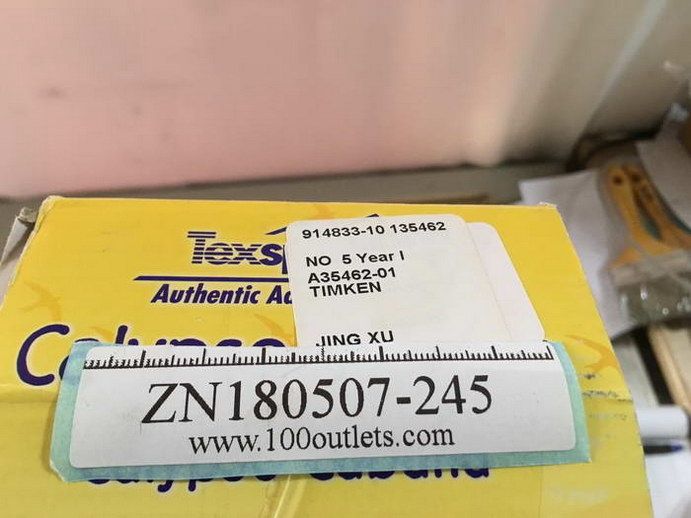 914833-10 135462
NO 5 Year I
A35462-01
TIMKEN
JING XU
Authentic
ZN180507-245
www.100outlets.com